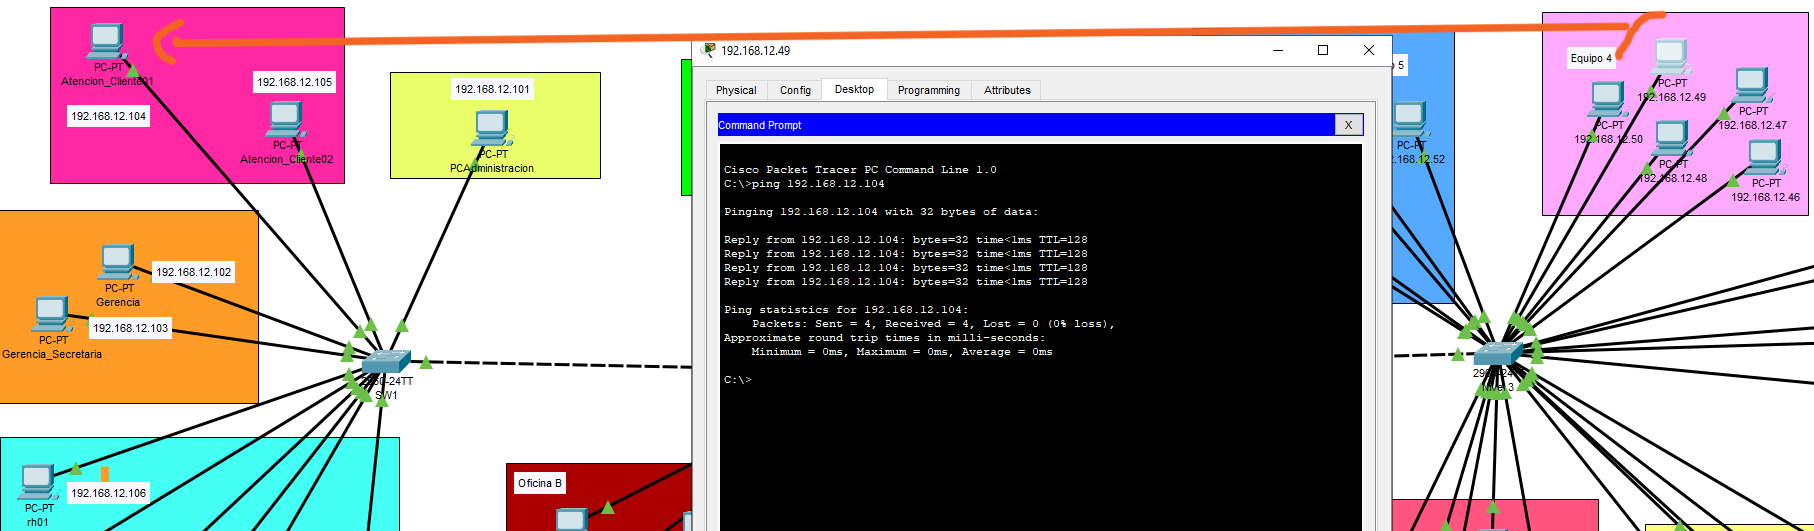 PC-PT
Atencion_Cliente01
192.168.12.104
192.168.12.105
PC-PT
Atencion_Cliente02
192.168.12.101
PC-PT
PCAdministracion
192.168.12.102
PC-PT
Gerencia
192.168.12.103
PC-PT
Gerencia_Secretaria
2960-24TT
SW1
192.168.12.106
PC-PT
rh01
Oficina B
192.168.12.49
Physical
Config
Desktop
Programming
Attributes
Command Prompt
X
Cisco Packet Tracer PC Command Line 1.0
C:\>ping 192.168.12.104
Pinging 192.168.12.104 with 32 bytes of data:
Reply from 192.168.12.104: bytes=32 time<1ms TTL=128
Reply from 192.168.12.104: bytes=32 time<1ms TTL=128
Reply from 192.168.12.104: bytes=32 time<1ms TTL=128
Reply from 192.168.12.104: bytes=32 time<1ms TTL=128
Ping statistics for 192.168.12.104:
Packets: Sent = 4, Received = 4, Lost = 0 (0% loss),
Approximate round trip times in milli-seconds:
Minimum = 0ms, Maximum = 0ms, Average = 0ms
C:\>
5
PC-PT
.168.12.52
Equipo 4
PC-PT
192.168.12.49
PC-PT
192.168.12.50
PC-PT
192.168.12.47
PC-PT
192.168.12.48
PC-PT
192.168.12.46
Nivel 3